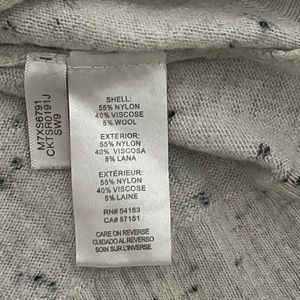 M7XS6791
CKTSR0191J
SW9
SHELL:
55% NYLON
40% VISCOSE
5% WOOL
EXTERIOR:
55% NYLON
40% VISCOSA
5% LANA
EXTÉRIEUR:
55% NYLON
40% VISCOSE
5% LAINE
RN# 54163
CA# 57151
CARE ON REVERSE
CUIDADO AL REVERSO
SOIN SUR L'INVERSE